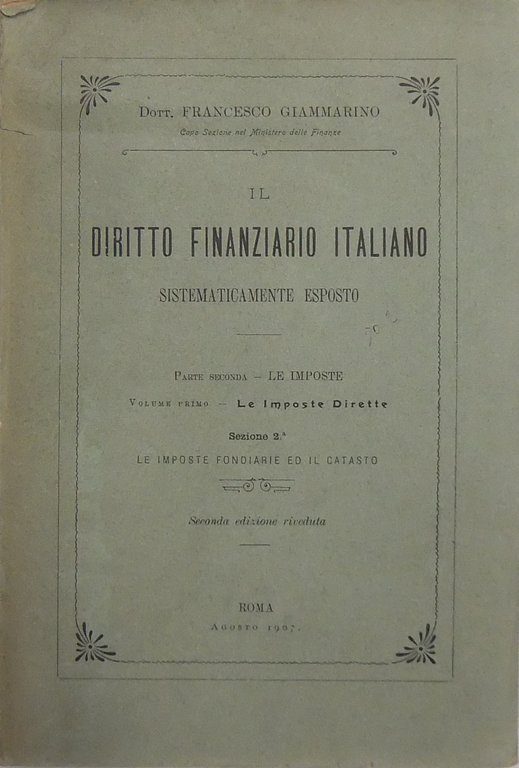 Dott. FRANCESCO GIAMMARINO
Capo Sezione nel Ministero delle Finanze
IL
DIRITTO FINANZIARIO ITALIANO
SISTEMATICAMENTE ESPOSTO
Parte seconda — LE IMPOSTE
Volume primo — Le Imposte Dirette
Sezione 2.ª
LE IMPOSTE FONDIARIE ED IL CATASTO
Seconda edizione riveduta
ROMA
Agosto 1907.